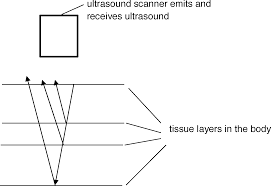 ultrasound scanner emits and
receives ultrasound
tissue layers in the body